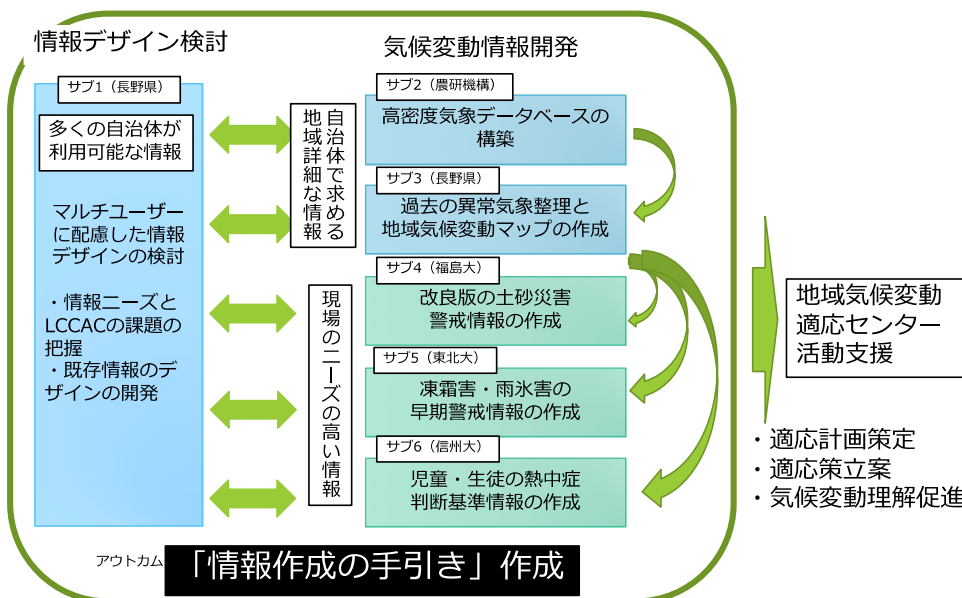 情報デザイン検討
サブ1（長野県）
多くの自治体が
利用可能な情報
マルチユーザー
に配慮した情報
デザインの検討
・情報ニーズと
LCCACの課題の
把握
・既存情報のデ
ザインの開発
自治体で求める
地域詳細な情報
現場のニーズの高い情報
気候変動情報開発
サブ2（農研機構）
高密度気象データベースの
構築
サブ3（長野県）
過去の異常気象整理と
地域気候変動マップの作成
サブ4（福島大）
改良版の土砂災害
警戒情報の作成
サブ5（東北大）
凍霜害・雨氷害の
早期警戒情報の作成
サブ6（信州大）
児童・生徒の熱中症
判断基準情報の作成
アウトカム
「情報作成の手引き」作成
地域気候変動
適応センター
活動支援
・適応計画策定
・適応策立案
・気候変動理解促進